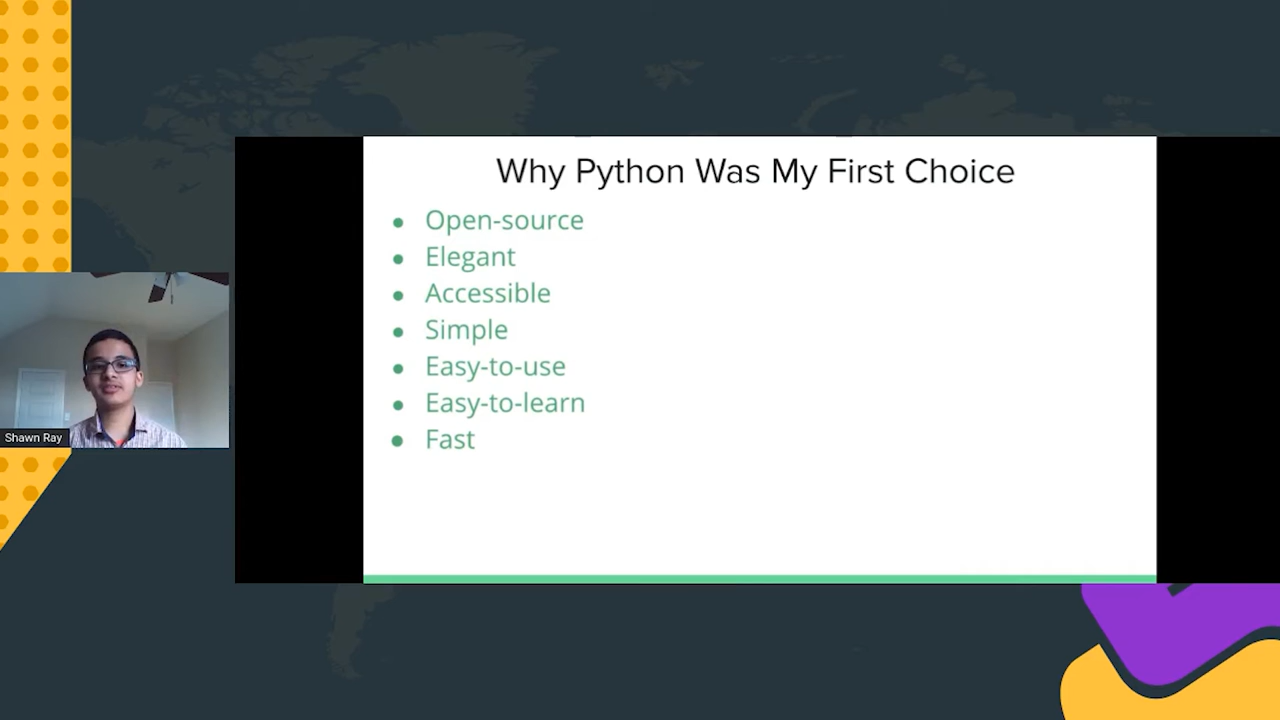 Why Python Was My First Choice
● Open-source
● Elegant
● Accessible
● Simple
● Easy-to-use
● Easy-to-learn
● Fast
Shawn Ray